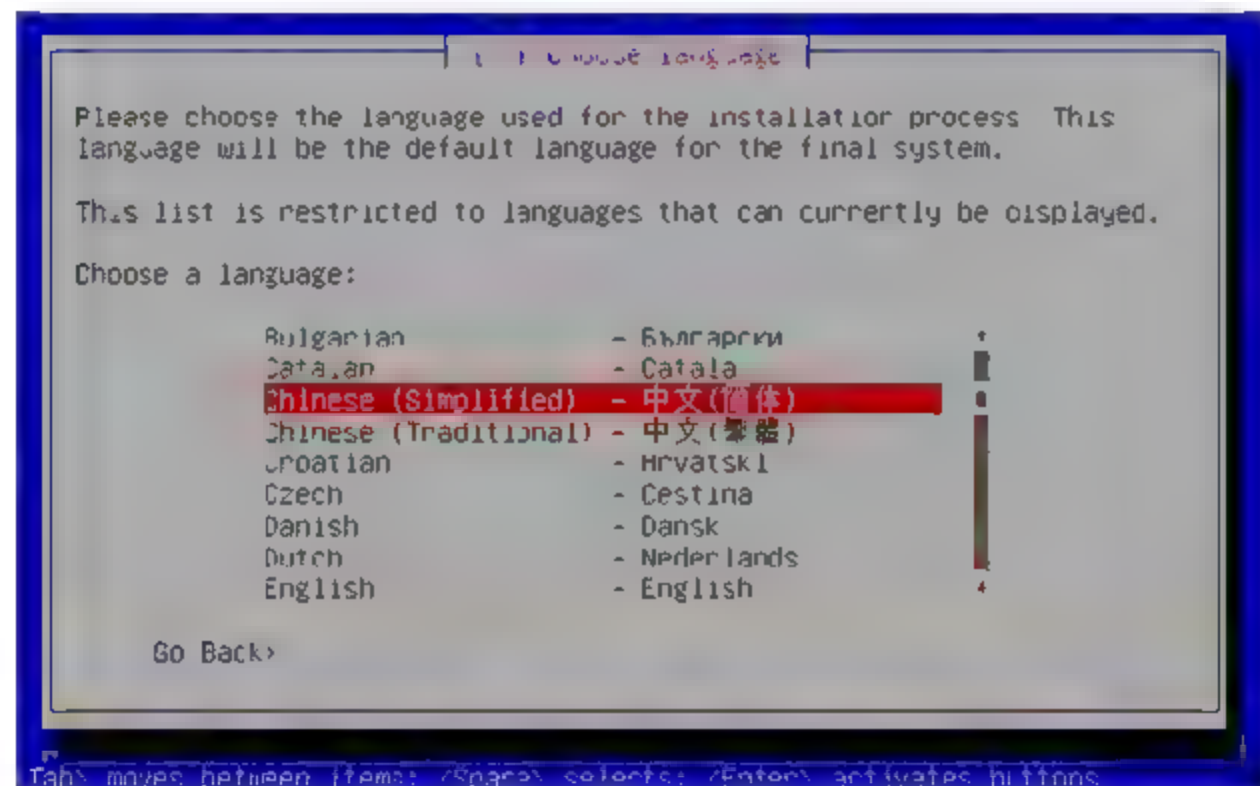 Choose language
Please choose the language used for the installation process This
language will be the default language for the final system.
This list is restricted to languages that can currently be displayed.
Choose a language:
Bulgarian - Български
Catalan - Catala
Chinese (Simplified) - 中文(简体)
Chinese (Traditional) - 中文(繁體)
Croatian - Hrvatski
Czech - Cestina
Danish - Dansk
Dutch - Nederlands
English - English
Go Back>
Tab> moves between items; <Space> selects; <Enter> activates buttons